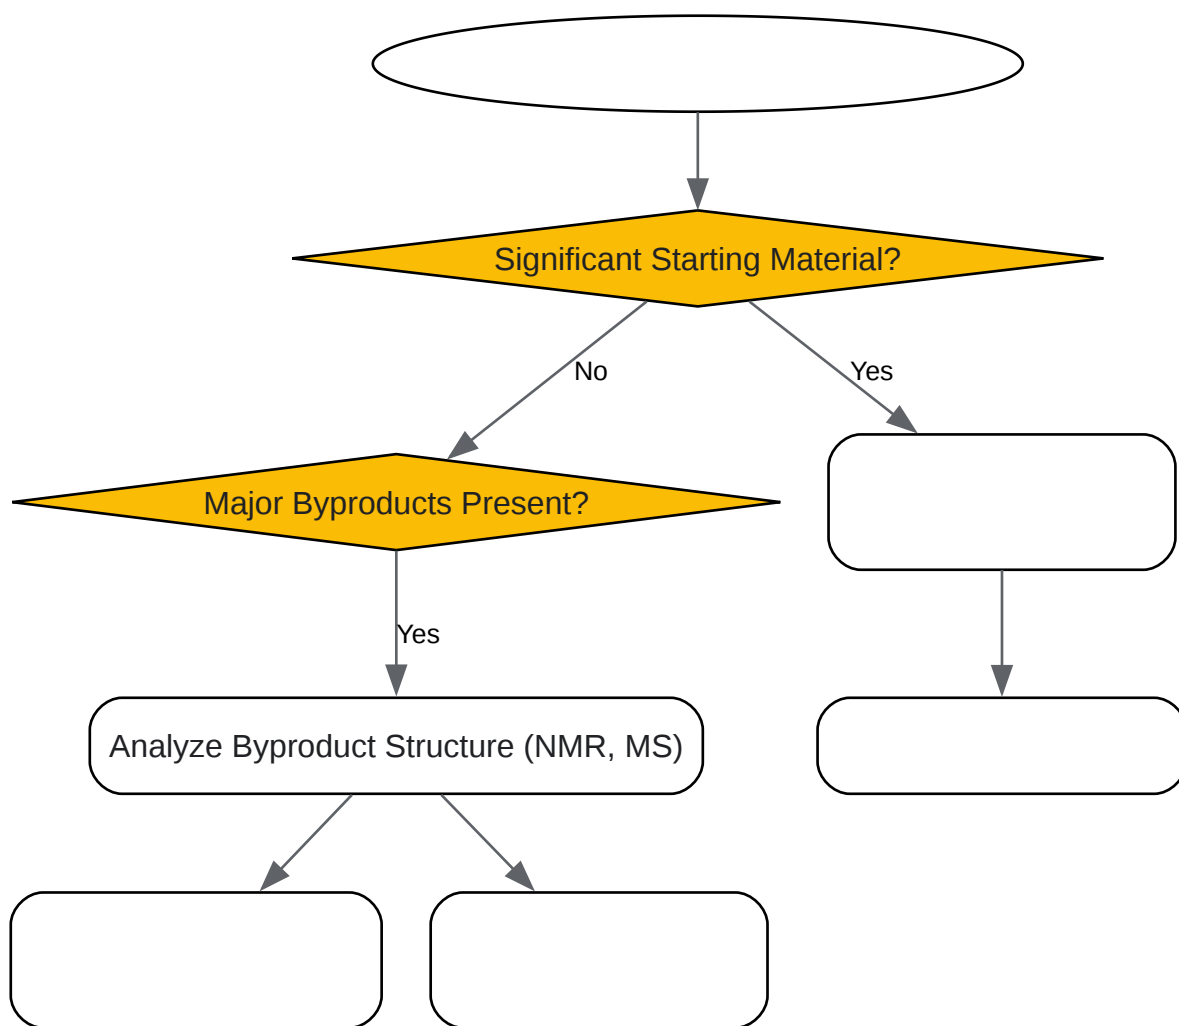 Significant Starting Material?
No
Yes
Major Byproducts Present?
Yes
Analyze Byproduct Structure (NMR, MS)